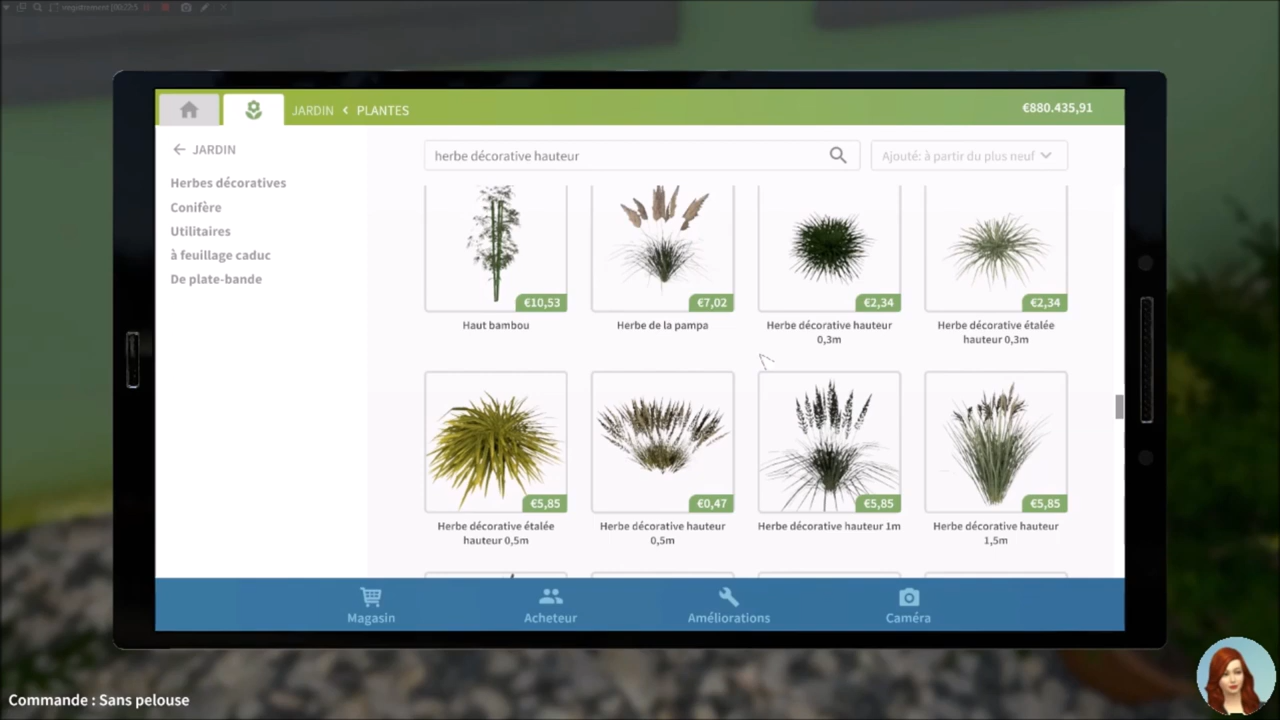 JARDIN < PLANTES
€880.435,91
← JARDIN
Herbes décoratives
Conifère
Utilitaires
à feuillage caduc
De plate-bande
herbe décorative hauteur
Ajouté: à partir du plus neuf
€10,53
€7,02
€2,34
€2,34
Haut bambou
Herbe de la pampa
Herbe décorative hauteur
0,3m
Herbe décorative étalée
hauteur 0,3m
€5,85
€0,47
€5,85
€5,85
Herbe décorative étalée
hauteur 0,5m
Herbe décorative hauteur
0,5m
Herbe décorative hauteur 1m
Herbe décorative hauteur
1,5m
Magasin
Acheteur
Améliorations
Caméra
Commande : Sans pelouse